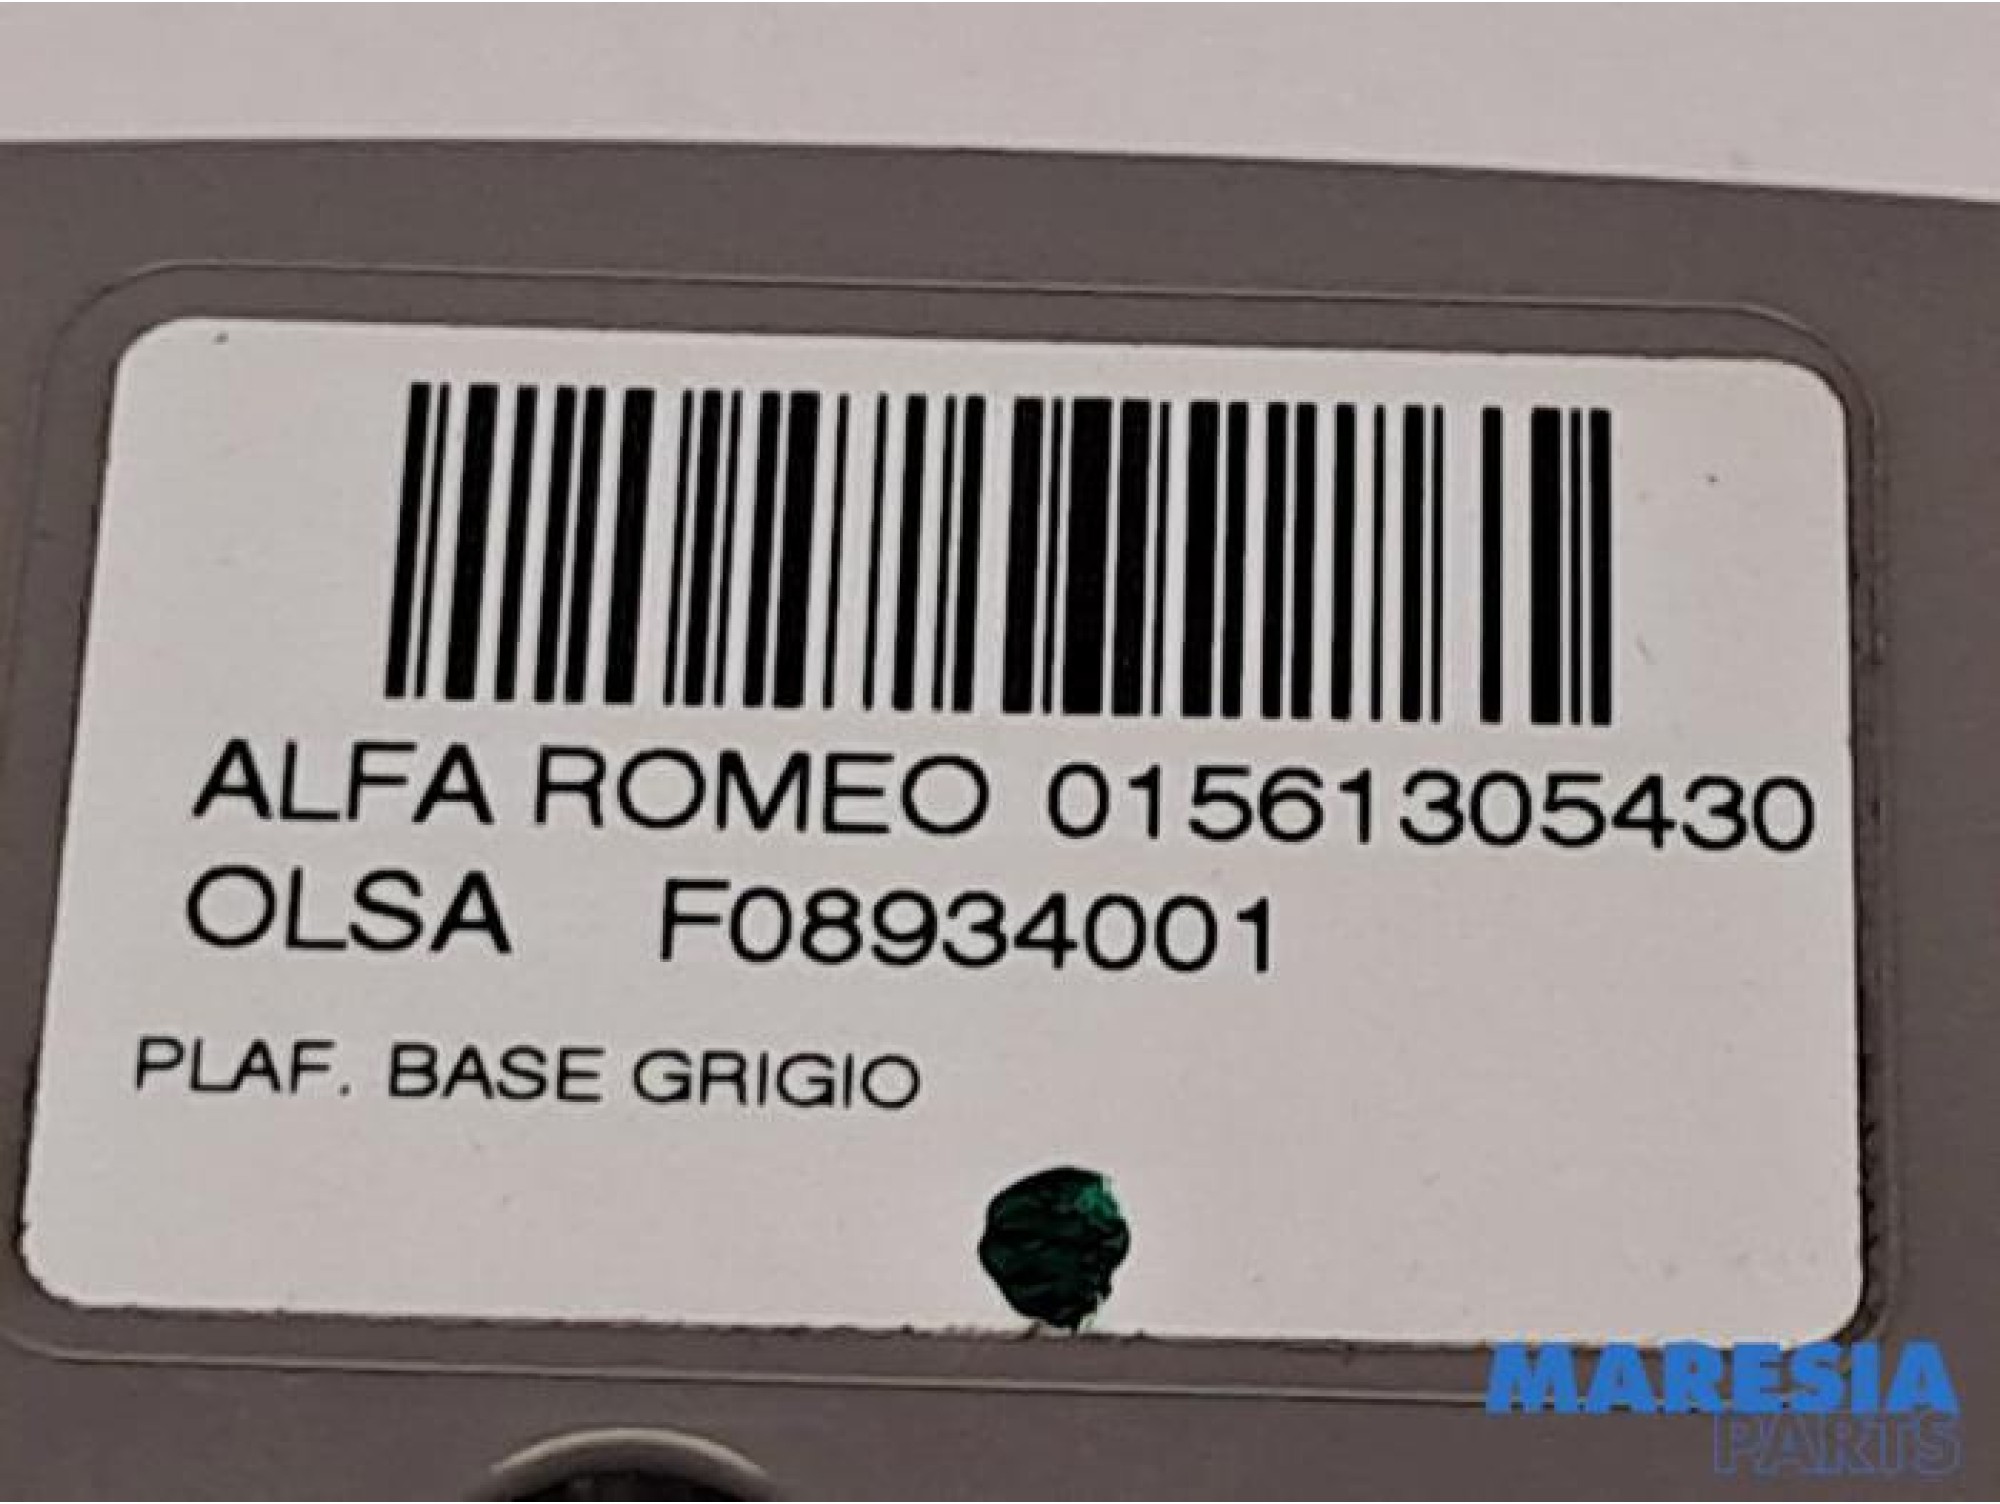 ALFA ROMEO 01561305430
OLSA F08934001
PLAF. BASE GRIGIO
MARESIA
PARTS